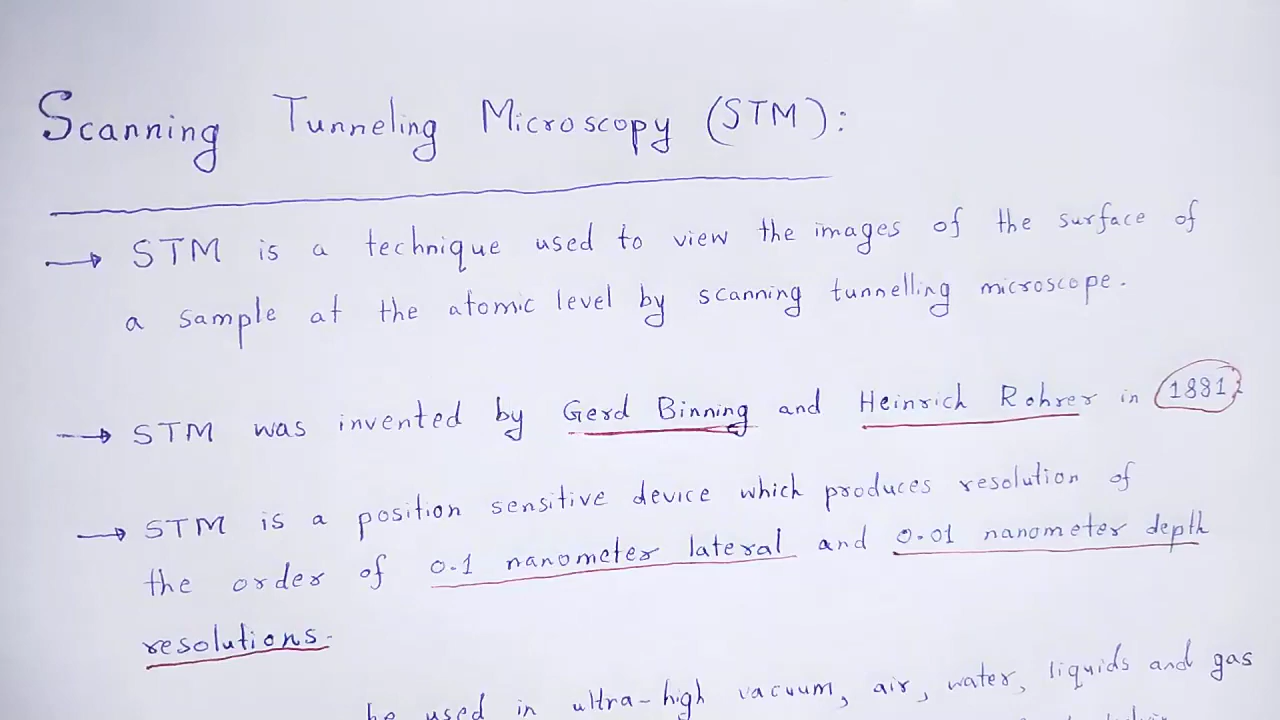 Scanning Tunneling Microscopy (STM):
→ STM is a technique used to view the images of the surface of
a sample at the atomic level by scanning tunnelling microscope.
→ STM was invented by Gerd Binning and Heinrich Rohrer in 1881
→ STM is a position sensitive device which produces resolution of
the order of 0.1 nanometer lateral and 0.01 nanometer depth
resolutions.
be used in ultra-high vacuum, air, water, liquids and gas